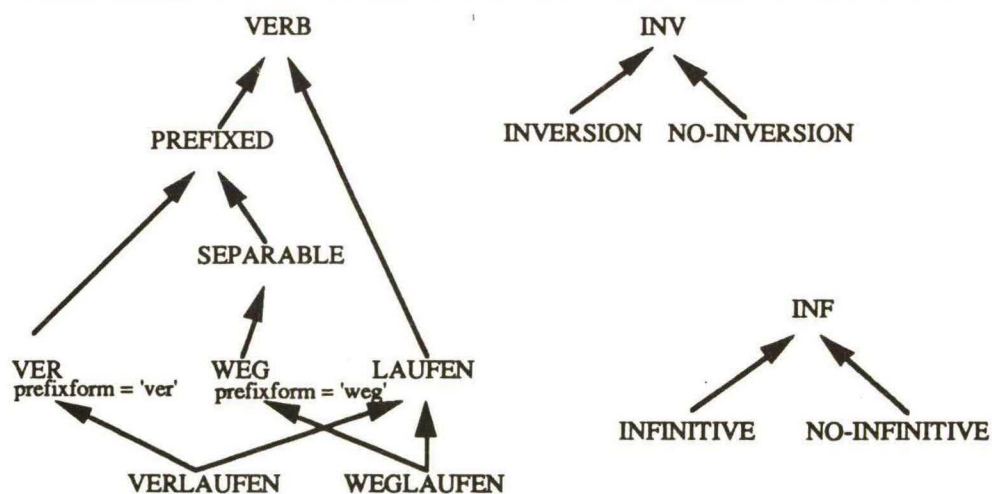 VERB
INV
INVERSION NO-INVERSION
PREFIXED
SEPARABLE
INF
VER WEG LAUFEN
prefixform = 'ver' prefixform = 'weg'
INFINITIVE NO-INFINITIVE
VERLAUFEN WEGLAUFEN